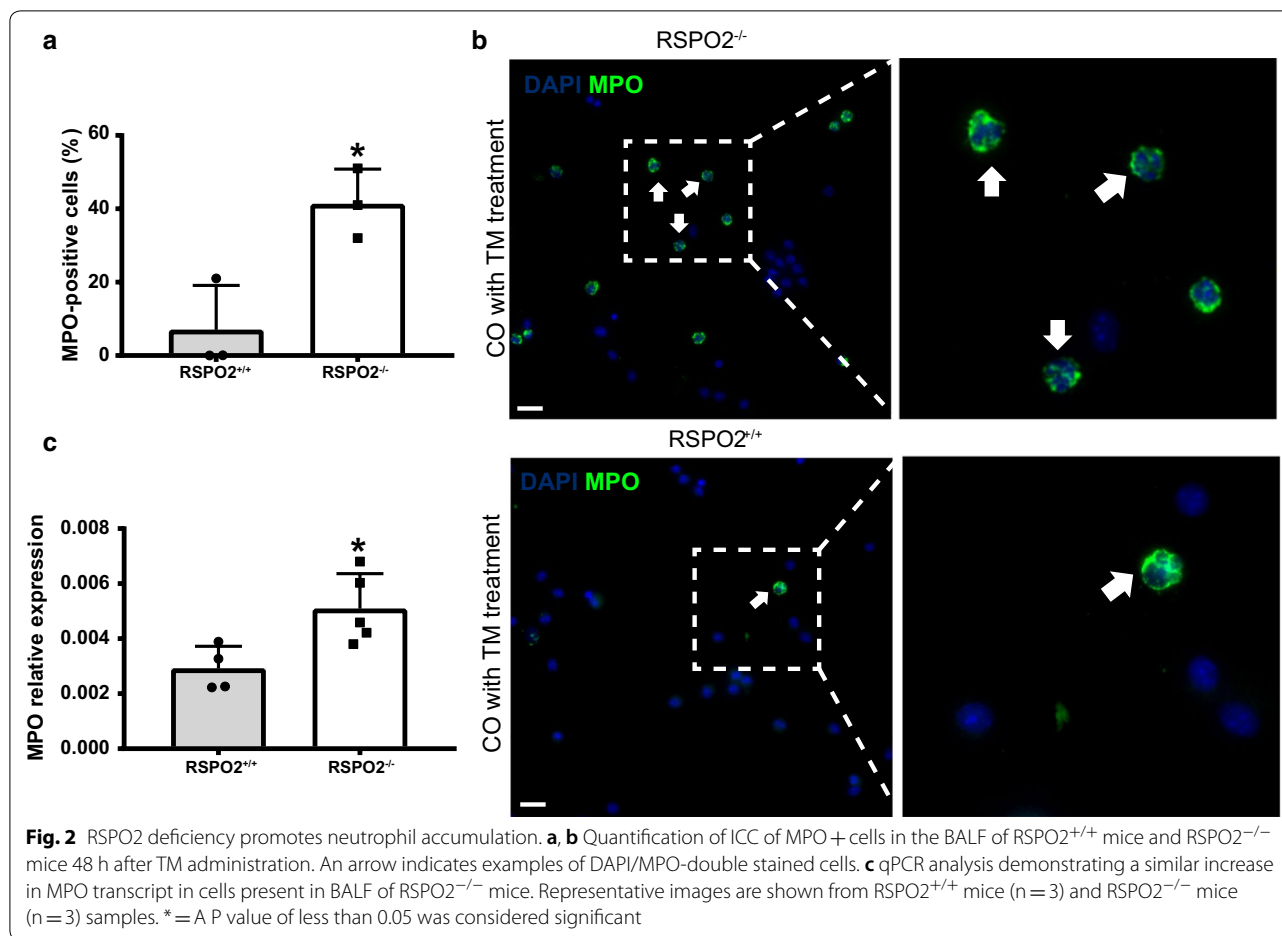 a
MPO-positive cells (%)
60
40
20
0
*
RSPO2+/+
RSPO2-/-
b
RSPO2-/-
CO with TM treatment
DAPI MPO
c
MPO relative expression
0.008
0.006
0.004
0.002
0.000
*
RSPO2+/+
RSPO2-/-
RSPO2+/+
CO with TM treatment
DAPI MPO
Fig. 2 RSPO2 deficiency promotes neutrophil accumulation. a, b Quantification of ICC of MPO + cells in the BALF of RSPO2+/+ mice and RSPO2−/−
mice 48 h after TM administration. An arrow indicates examples of DAPI/MPO-double stained cells. c qPCR analysis demonstrating a similar increase
in MPO transcript in cells present in BALF of RSPO2−/− mice. Representative images are shown from RSPO2+/+ mice (n = 3) and RSPO2−/− mice
(n = 3) samples. * = A P value of less than 0.05 was considered significant